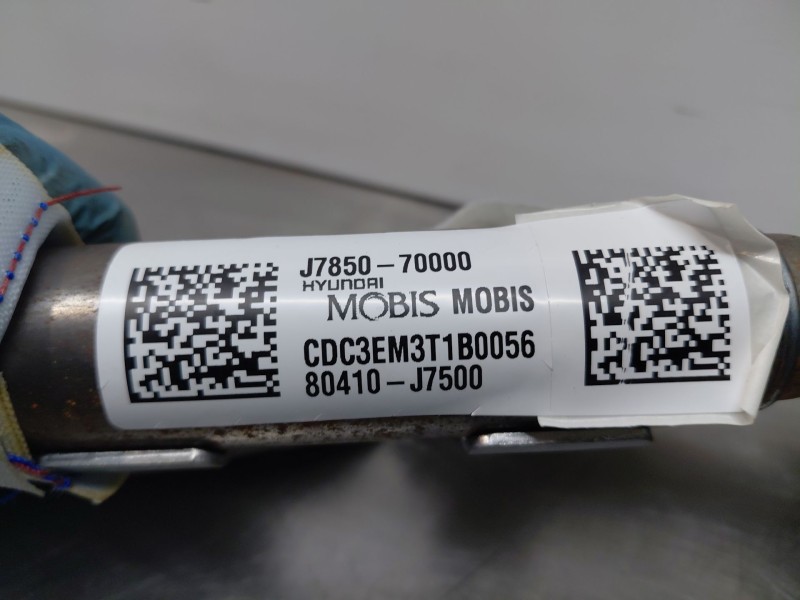 J7850-70000
HYUNDAI
MOBIS MOBIS
CDC3EM3T1B0056
80410-J7500